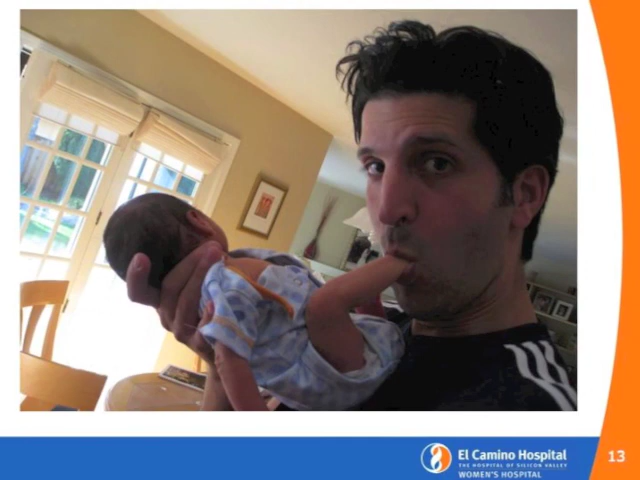 El Camino Hospital
THE HOSPITAL OF SILICON VALLEY
WOMEN'S HOSPITAL
13